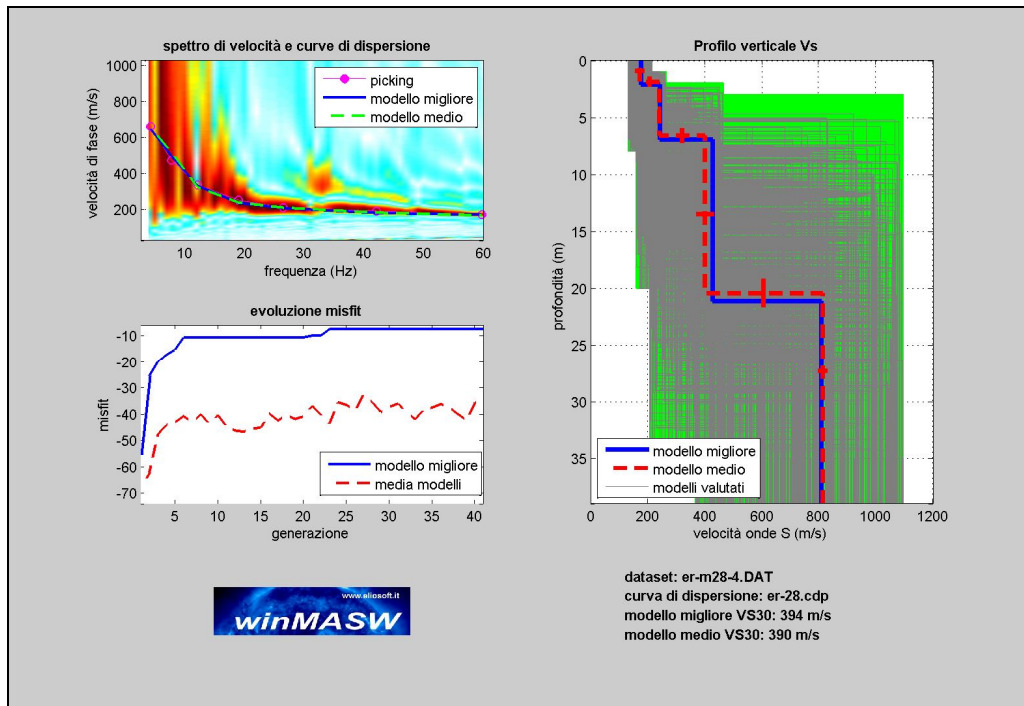 spettro di velocità e curve di dispersione
1000
800
600
400
200
velocità di fase (m/s)
picking
modello migliore
modello medio
10 20 30 40 50 60
frequenza (Hz)
evoluzione misfit
-10
-20
-30
-40
-50
-60
-70
misfit
modello migliore
media modelli
5 10 15 20 25 30 35 40
generazione
www.eliosoft.it
winMASW
Profilo verticale Vs
0
5
10
15
20
25
30
35
profondità (m)
modello migliore
modello medio
modelli valutati
0 200 400 600 800 1000 1200
velocità onde S (m/s)
dataset: er-m28-4.DAT
curva di dispersione: er-28.cdp
modello migliore VS30: 394 m/s
modello medio VS30: 390 m/s